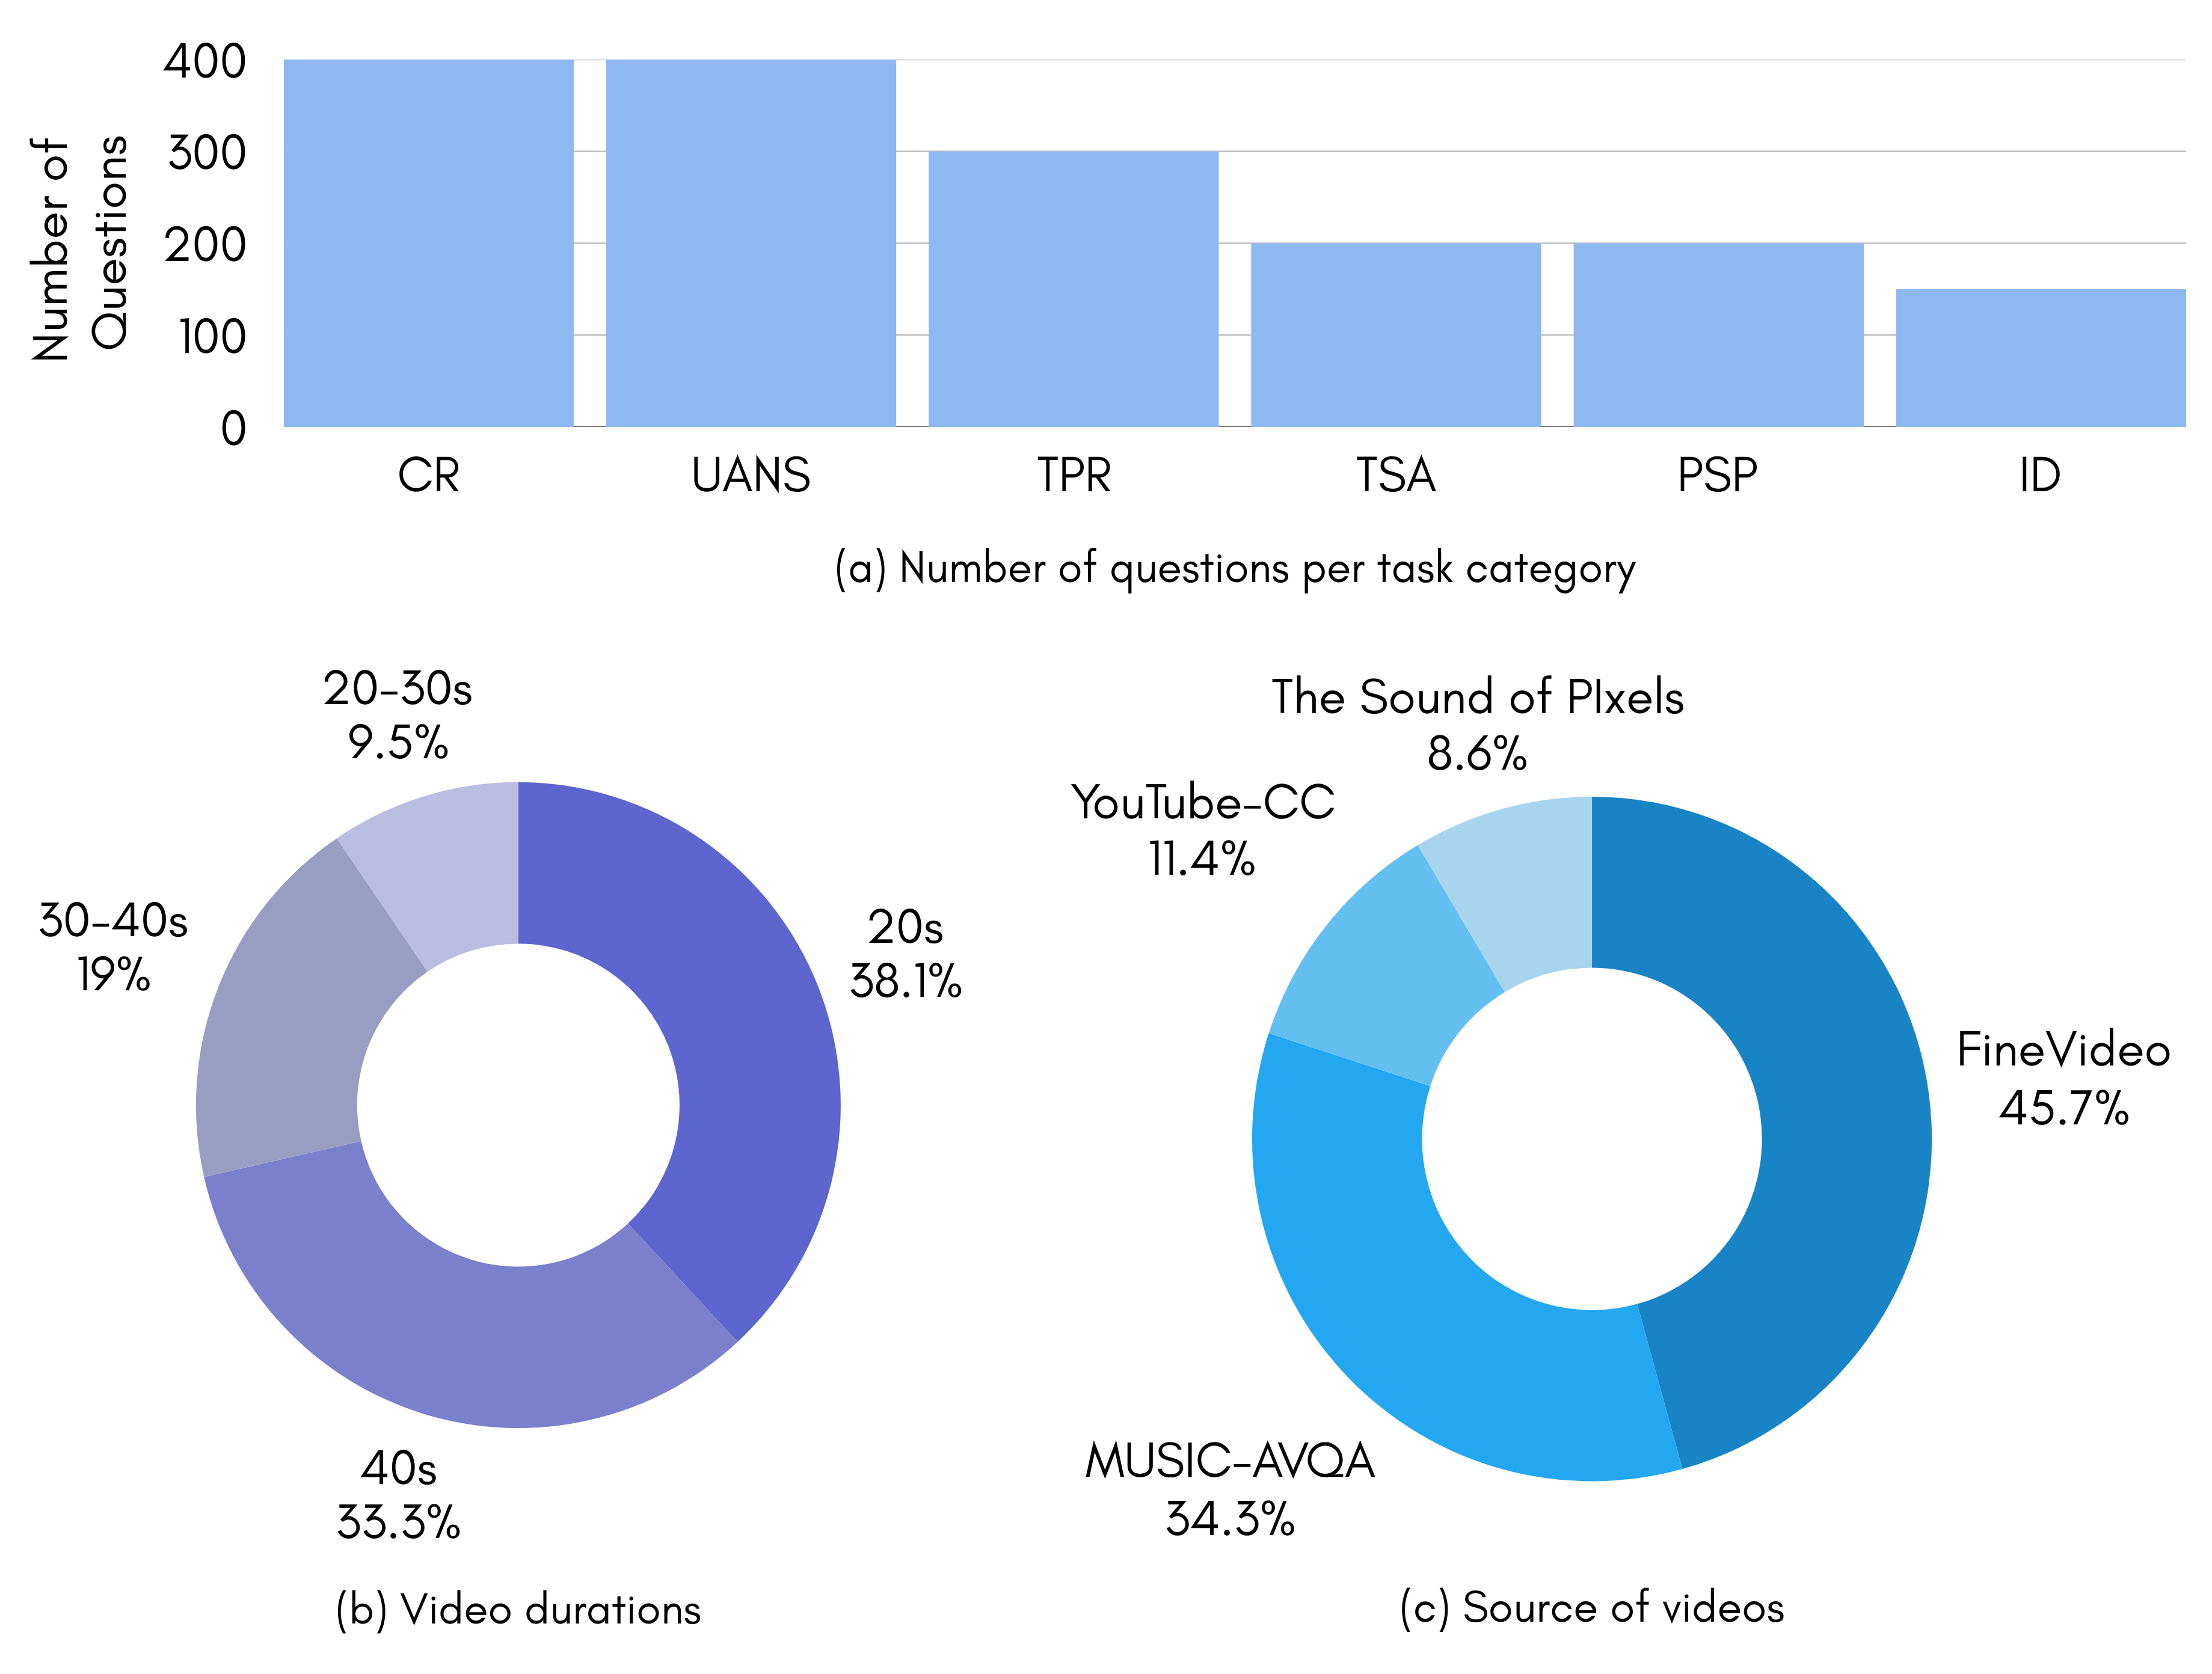 Number of
Questions
400
300
200
100
0
CR
UANS
TPR
TSA
PSP
ID
(a) Number of questions per task category
20-30s
9.5%
30-40s
19%
20s
38.1%
40s
33.3%
(b) Video durations
The Sound of PIxels
8.6%
YouTube-CC
11.4%
FineVideo
45.7%
MUSIC-AVQA
34.3%
(c) Source of videos